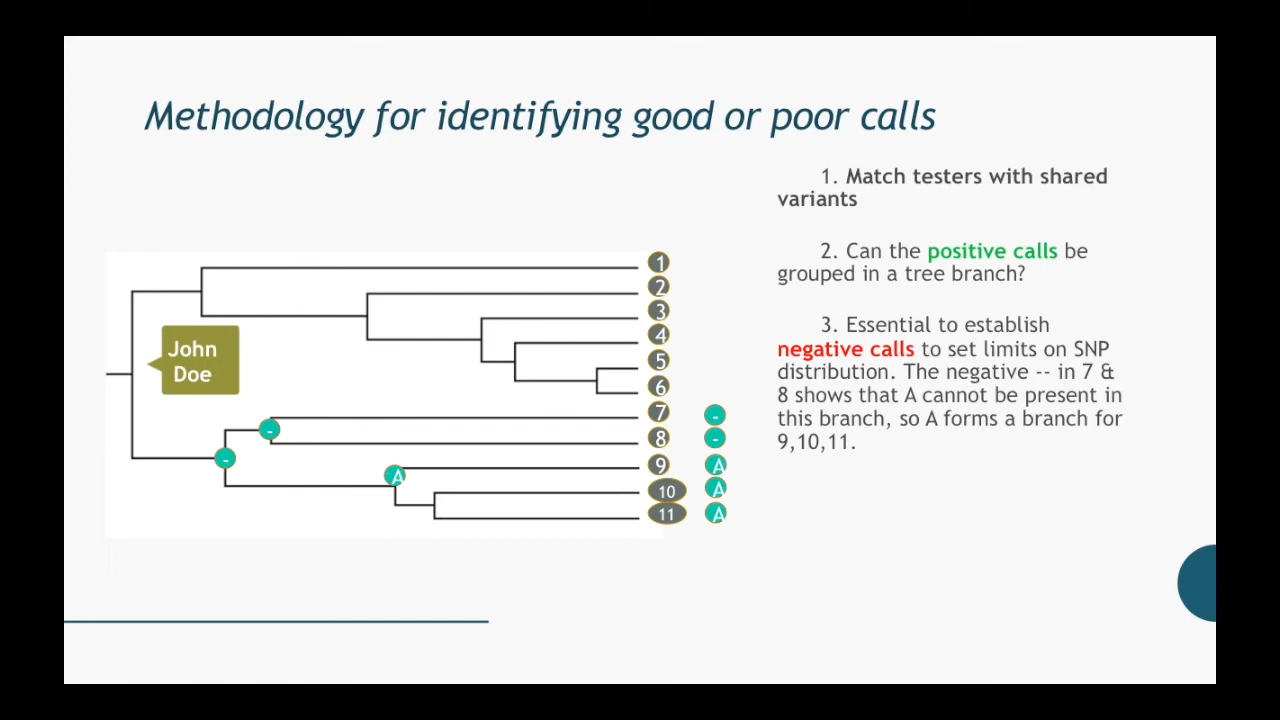 Methodology for identifying good or poor calls
1. Match testers with shared
variants
2. Can the positive calls be
grouped in a tree branch?
3. Essential to establish
negative calls to set limits on SNP
distribution. The negative -- in 7 &
8 shows that A cannot be present in
this branch, so A forms a branch for
9,10,11.
John
Doe
1
2
3
4
5
6
7 -
8 -
9 A
10 A
11 A
-
-
A